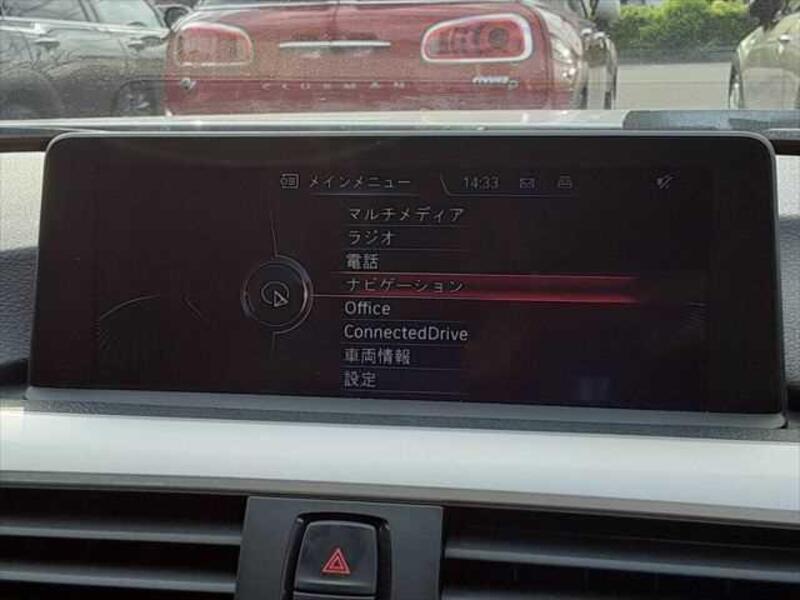 CLUBMAN
メインメニュー 14:33
マルチメディア
ラジオ
電話
ナビゲーション
Office
ConnectedDrive
車両情報
設定